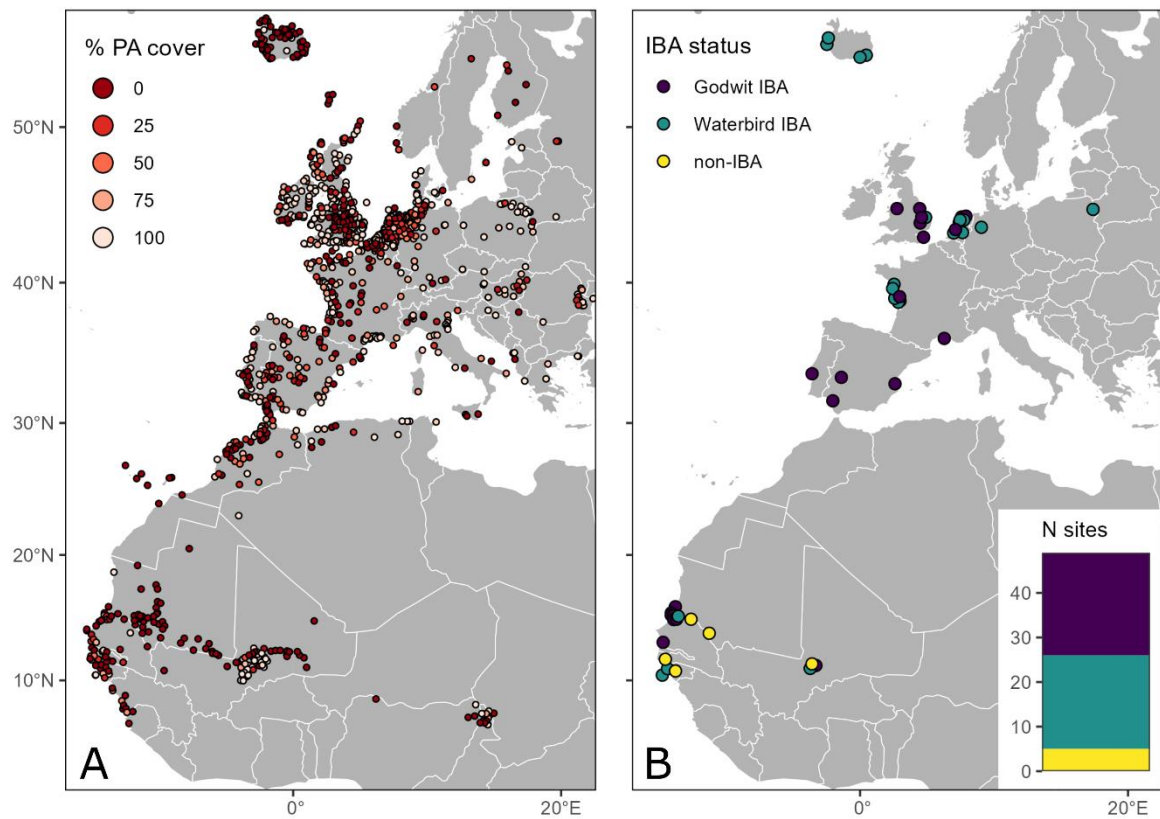 % PA cover
0
25
50
75
100
50°N
40°N
30°N
20°N
10°N
A
0°
20°E
IBA status
Godwit IBA
Waterbird IBA
non-IBA
N sites
40
30
20
10
0
B
0°
20°E